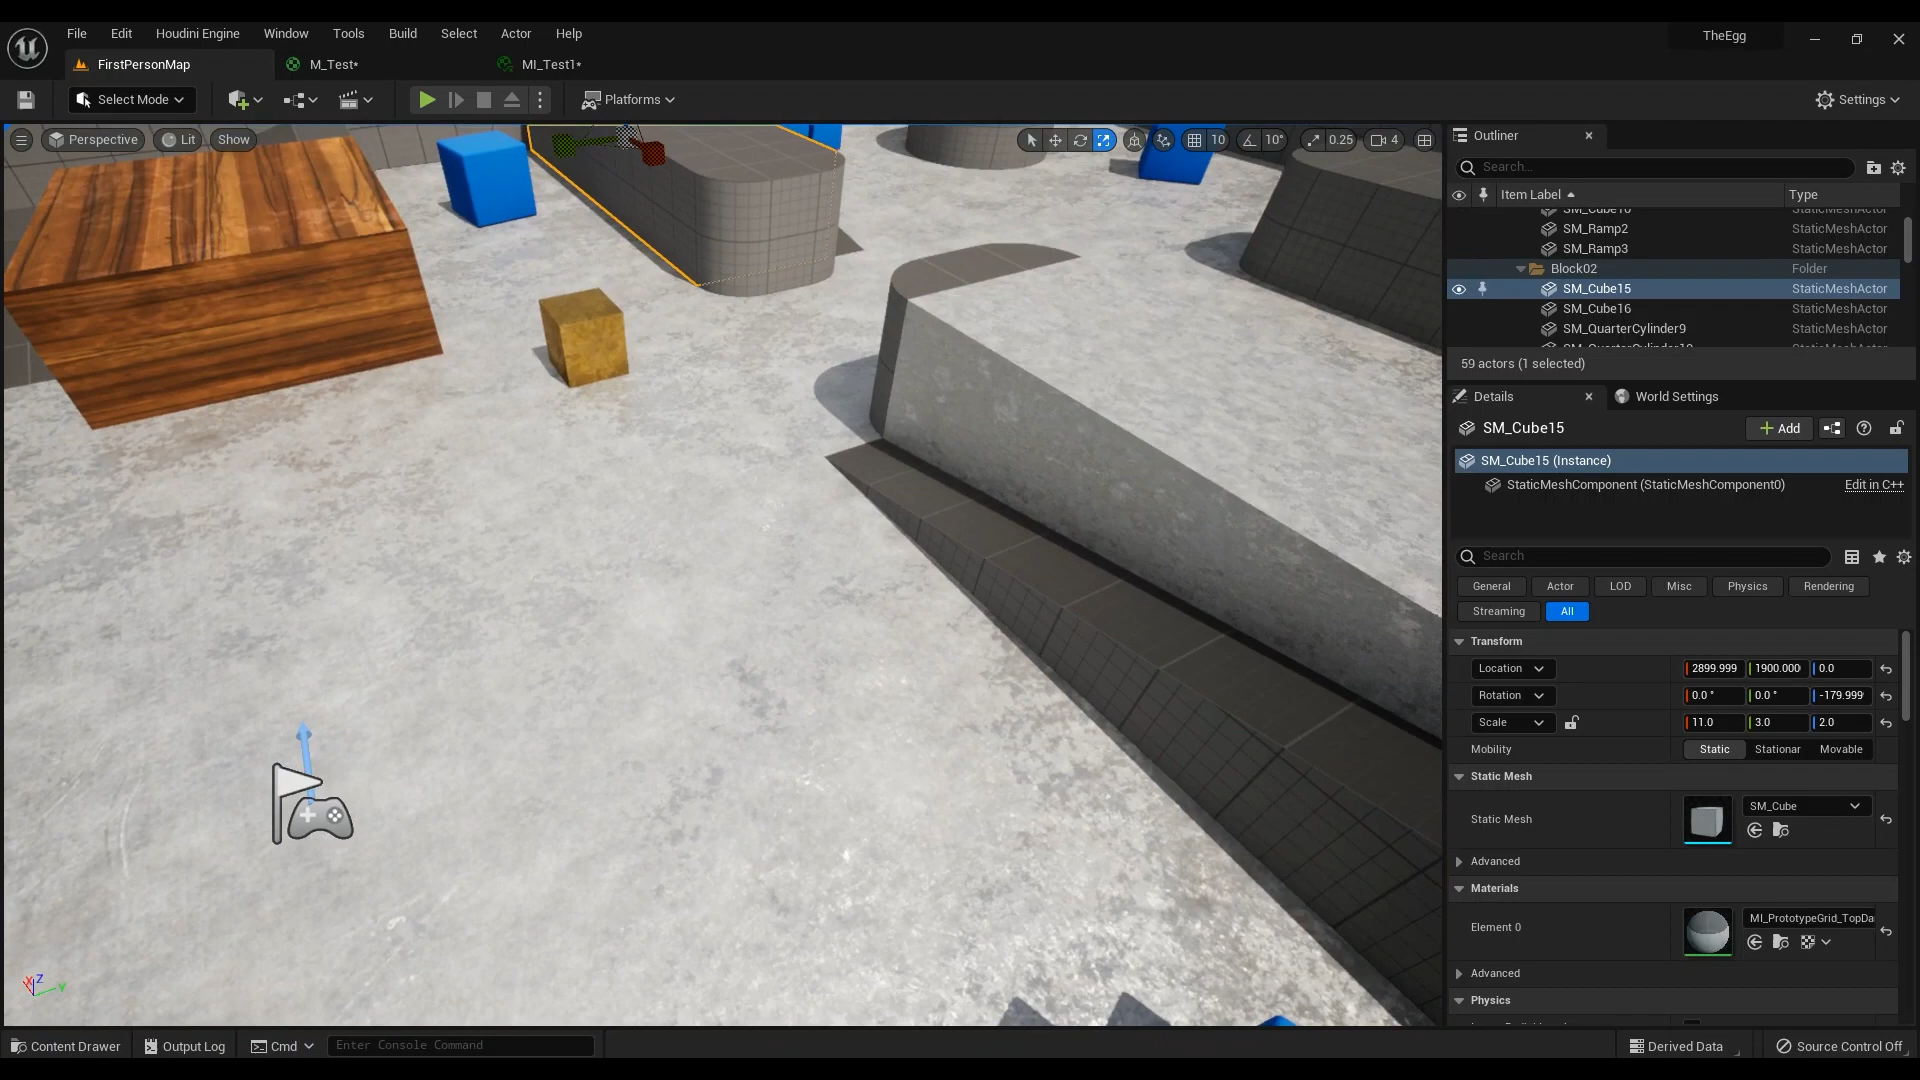 File Edit Houdini Engine Window Tools Build Select Actor Help
TheEgg
FirstPersonMap M_Test* MI_Test1*
Select Mode Platforms Settings
Perspective Lit Show 10 10° 0.25 4
Outliner
Search...
Item Label Type
SM_Ramp2 StaticMeshActor
SM_Ramp3 StaticMeshActor
Block02 Folder
SM_Cube15 StaticMeshActor
SM_Cube16 StaticMeshActor
SM_QuarterCylinder9 StaticMeshActor
59 actors (1 selected)
Details World Settings
SM_Cube15 Add
SM_Cube15 (Instance)
StaticMeshComponent (StaticMeshComponent0) Edit in C++
Search
General Actor LOD Misc Physics Rendering
Streaming All
Transform
Location 2899.999 1900.000 0.0
Rotation 0.0 ° 0.0 ° -179.999
Scale 11.0 3.0 2.0
Mobility Static Stationar Movable
Static Mesh
SM_Cube
Static Mesh
Advanced
Materials
MI_PrototypeGrid_TopDa
Element 0
Advanced
Physics
X Z Y
Content Drawer Output Log Cmd Enter Console Command Derived Data Source Control Off